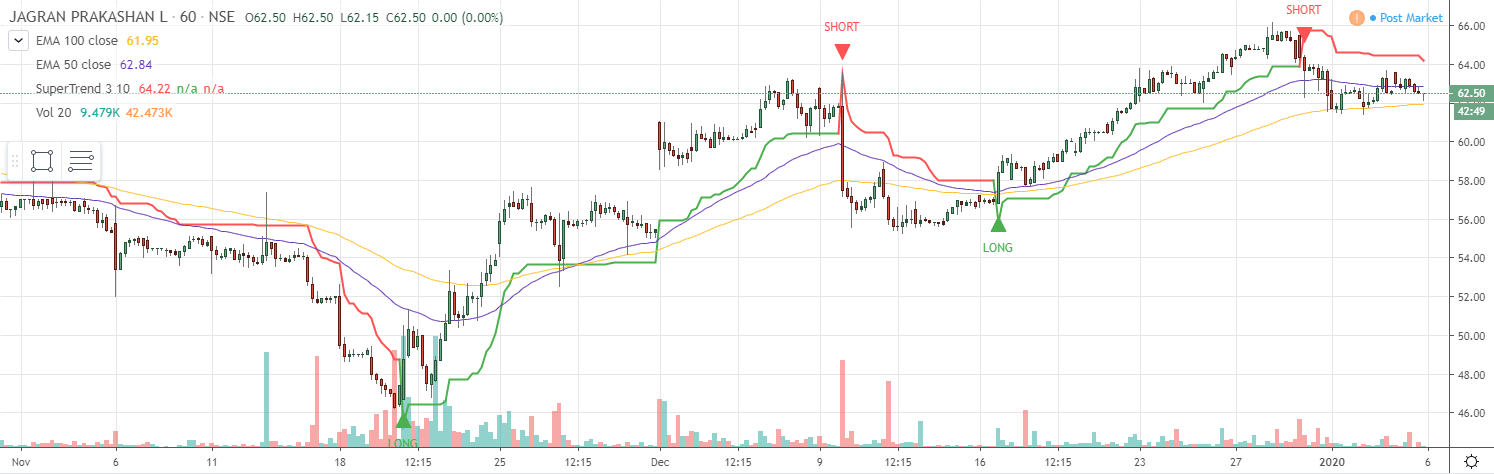 JAGRAN PRAKASHAN L · 60 · NSE O62.50 H62.50 L62.15 C62.50 0.00 (0.00%)
EMA 100 close 61.95
EMA 50 close 62.84
SuperTrend 3 10 64.22 n/a n/a
Vol 20 9.479K 42.273K
SHORT
SHORT
! Post Market
LONG
LONG
66.00
64.00
62.50
42:49
60.00
58.00
56.00
54.00
52.00
50.00
48.00
46.00
Nov 6 11 18 12:15 25 12:15 Dec 12:15 9 12:15 16 12:15 23 27 2020 6